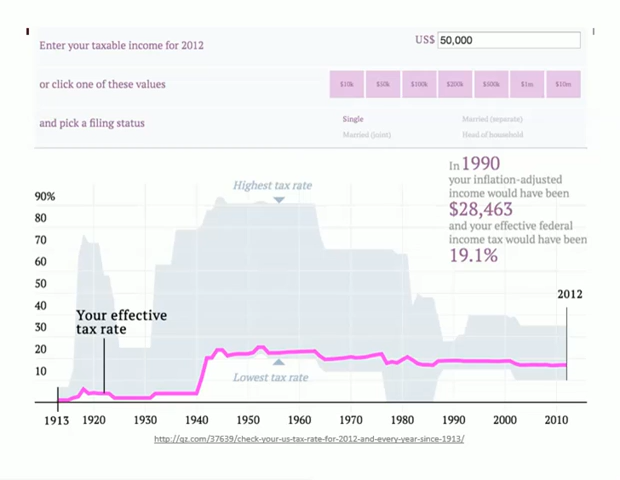 Enter your taxable income for 2012
US$ 50,000
or click one of these values
$10k $50k $100k $200k $500k $1m $10m
and pick a filing status
Single
Married (separate)
Married (joint)
Head of household
In 1990
your inflation-adjusted
income would have been
$28,463
and your effective federal
income tax would have been
19.1%
Highest tax rate
90%
80
70
60
50
40
30
20
10
2012
Your effective
tax rate
Lowest tax rate
1913 1920 1930 1940 1950 1960 1970 1980 1990 2000 2010
http://qz.com/37639/check-your-us-tax-rate-for-2012-and-every-year-since-1913/